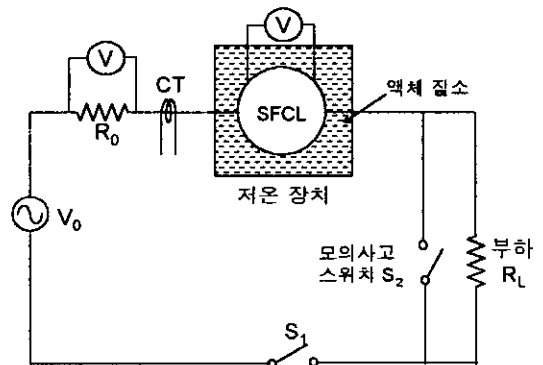 V
V
CT
SFCL
액체 질소
R₀
저온 장치
V₀
모의사고
스위치 S₂
부하
R_L
S₁